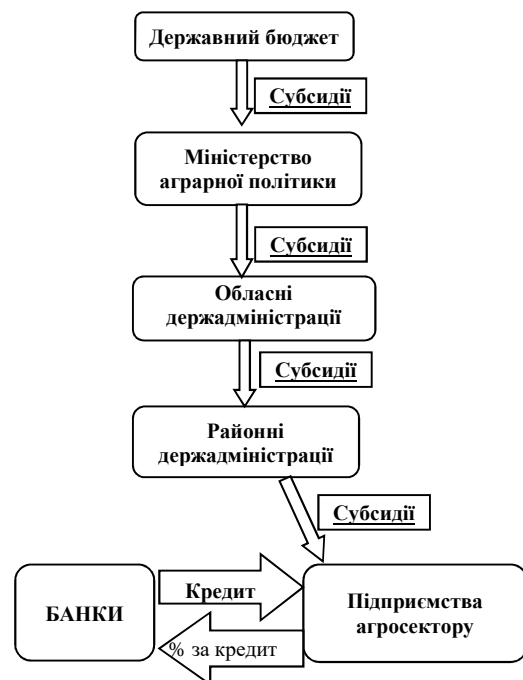 Державний бюджет
Субсидії
Міністерство
аграрної політики
Субсидії
Обласні
держадміністрації
Субсидії
Районні
держадміністрації
Субсидії
БАНКИ
Кредит
% за кредит
Підприємства
агросектору